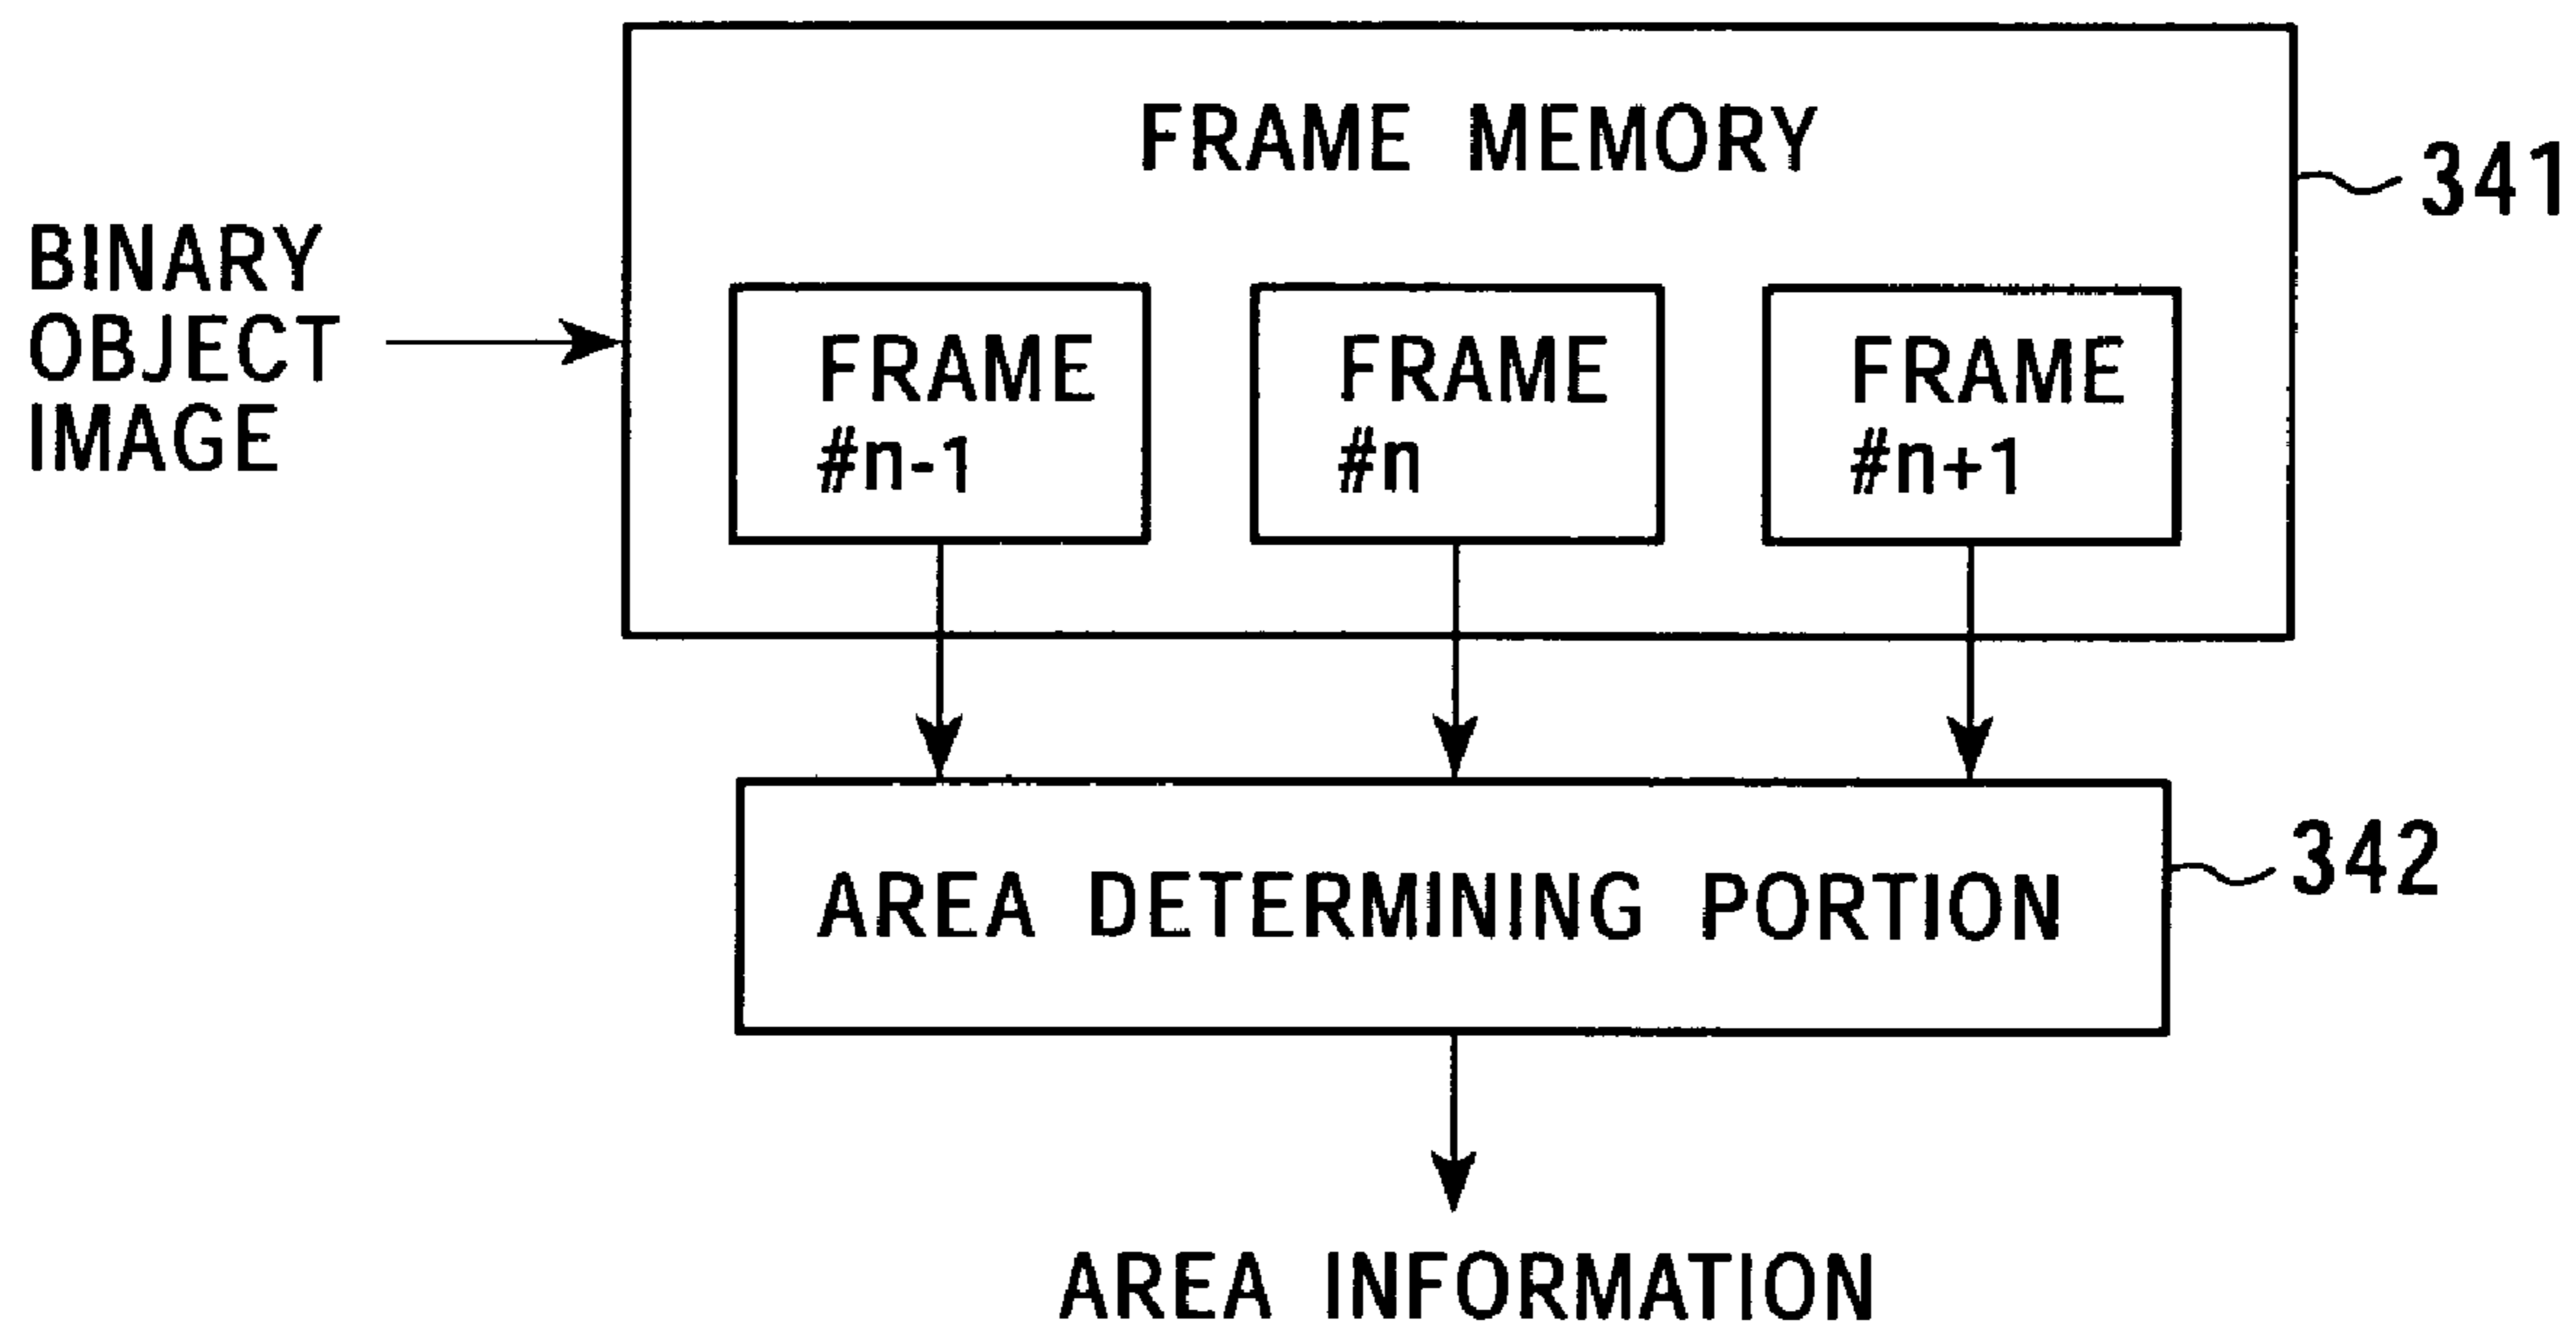 FRAME MEMORY
341
BINARY
OBJECT
IMAGE
FRAME
#n-1
FRAME
#n
FRAME
#n+1
AREA DETERMINING PORTION
342
AREA INFORMATION